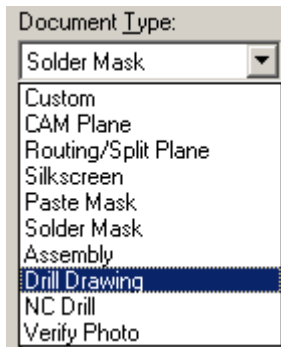 Document Type:
Solder Mask
Custom
CAM Plane
Routing/Split Plane
Silkscreen
Paste Mask
Solder Mask
Assembly
Drill Drawing
NC Drill
Verify Photo